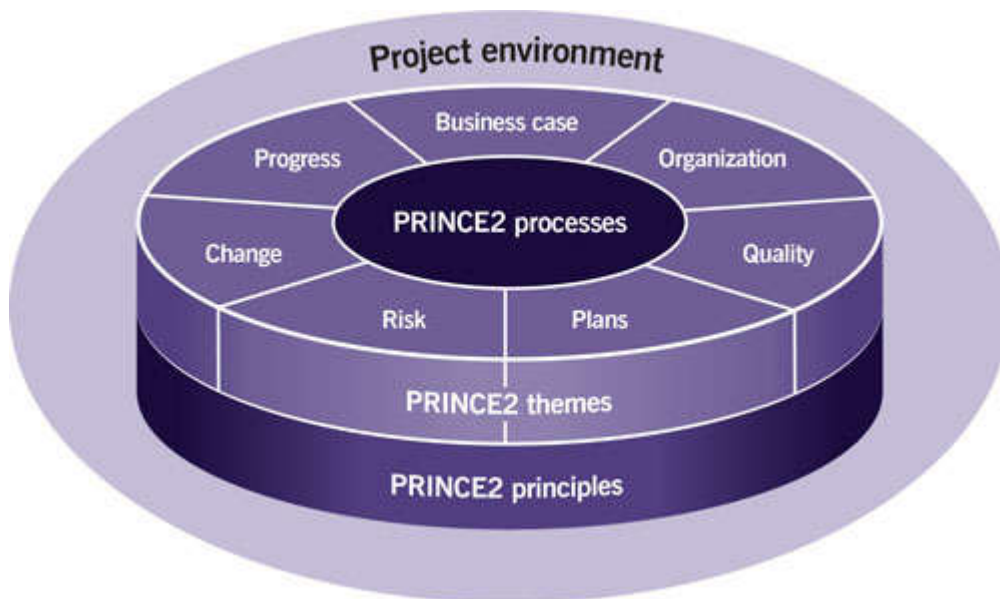 Project environment
Business case
Progress
Organization
PRINCE2 processes
Change
Quality
Risk
Plans
PRINCE2 themes
PRINCE2 principles